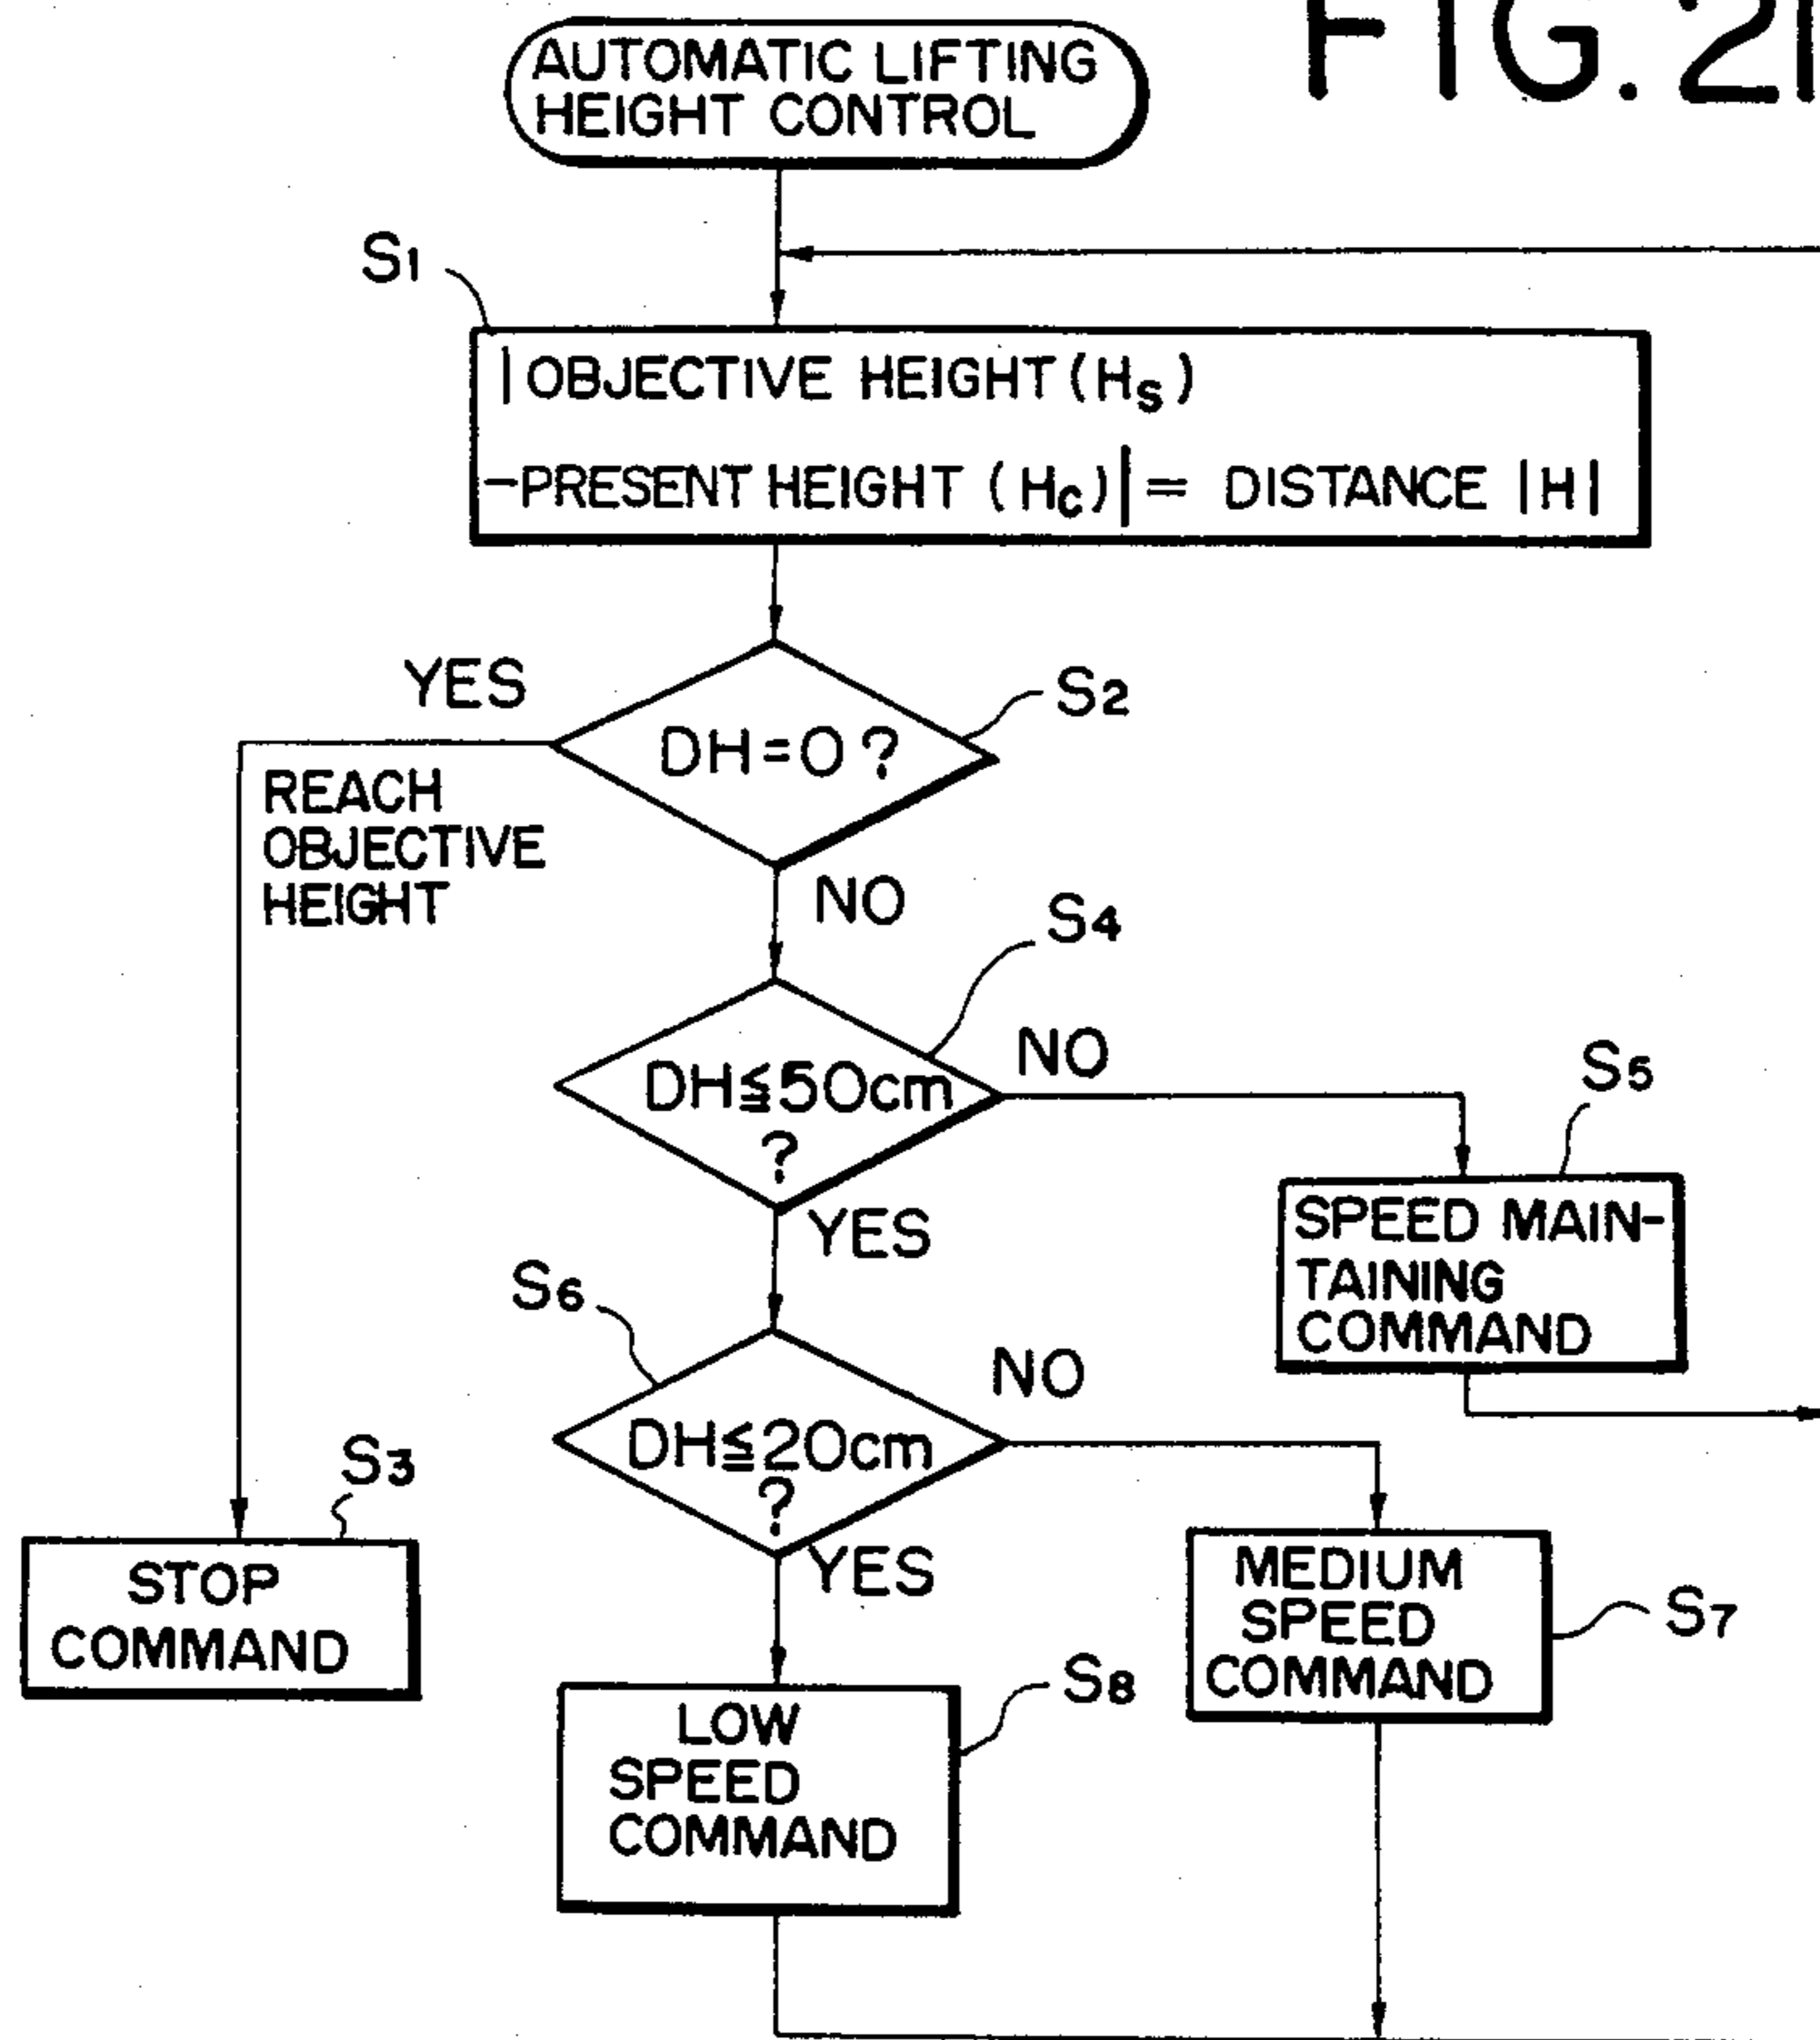 FIG. 21
AUTOMATIC LIFTING
HEIGHT CONTROL
S1
|OBJECTIVE HEIGHT(Hs)
-PRESENT HEIGHT (Hc)|= DISTANCE |H|
YES
S2
DH=0?
REACH
OBJECTIVE
HEIGHT
NO
S4
DH≦50cm
?
NO
S5
YES
SPEED MAIN-
TAINING
COMMAND
S6
NO
DH≦20cm
?
S3
YES
STOP
COMMAND
MEDIUM
SPEED
COMMAND
S7
S8
LOW
SPEED
COMMAND